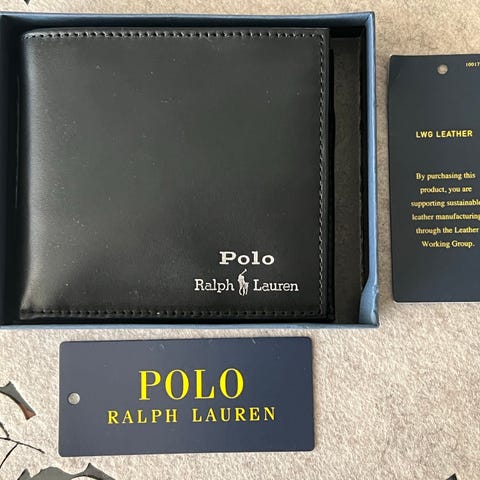 Polo
Ralph Lauren
POLO
RALPH LAUREN
LWG LEATHER
By purchasing this
product, you are
supporting sustainable
leather manufacturing
through the Leather
Working Group.